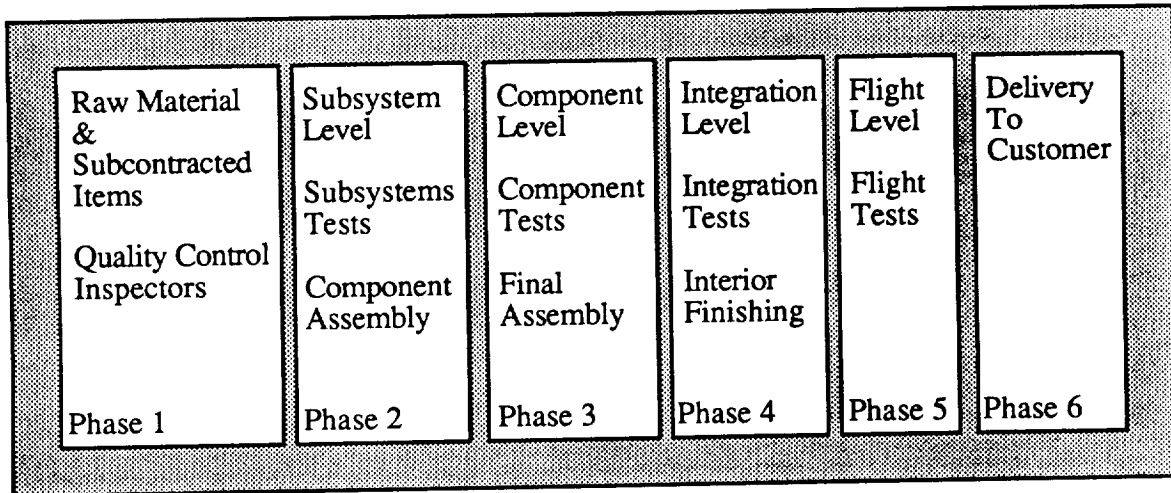 Raw Material
&
Subcontracted
Items
Quality Control
Inspectors
Phase 1
Subsystem
Level
Subsystems
Tests
Component
Assembly
Phase 2
Component
Level
Component
Tests
Final
Assembly
Phase 3
Integration
Level
Integration
Tests
Interior
Finishing
Phase 4
Flight
Level
Flight
Tests
Phase 5
Delivery
To
Customer
Phase 6